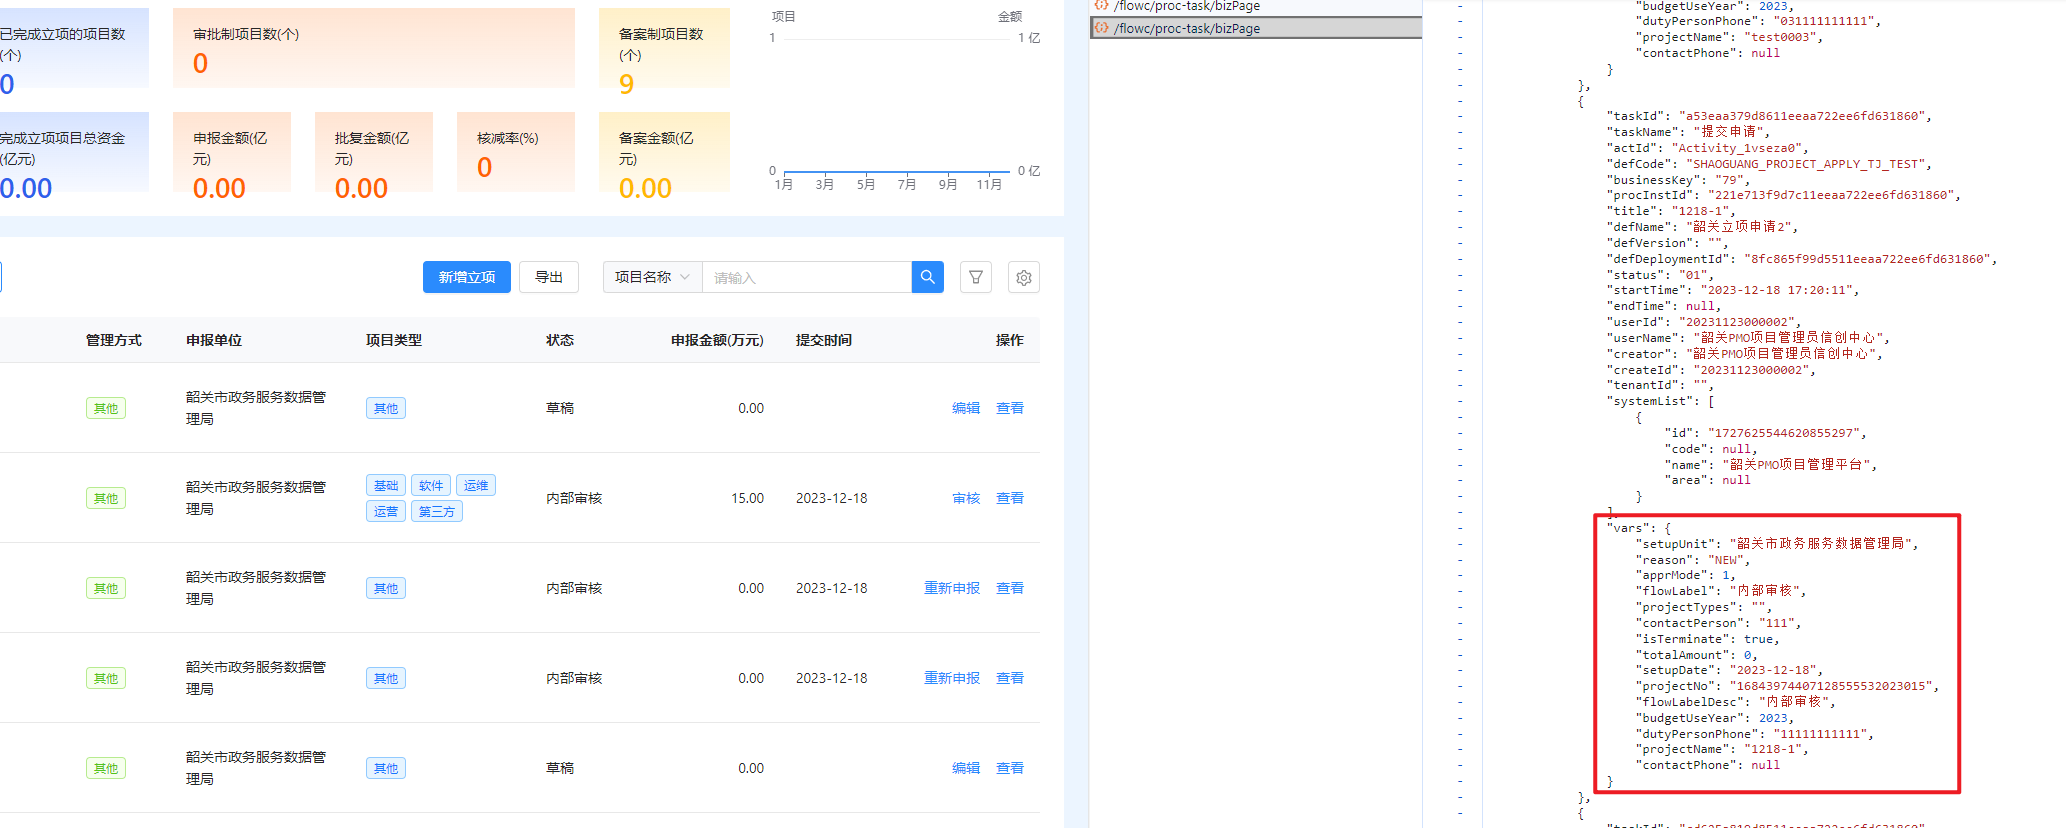 已完成立项的项目数
(个)
0
审批制项目数(个)
0
备案制项目数
(个)
9
完成立项项目总资金
(亿元)
0.00
申报金额(亿
元)
0.00
批复金额(亿
元)
0.00
核减率(%)
0
备案金额(亿
元)
0.00
项目 金额
1 1 亿
0 0 亿
1月 3月 5月 7月 9月 11月
新增立项 导出 项目名称 请输入
管理方式 申报单位 项目类型 状态 申报金额(万元) 提交时间 操作
其他 韶关市政务服务数据管
理局 其他 草稿 0.00 编辑 查看
其他 韶关市政务服务数据管
理局 基础 软件 运维
运营 第三方 内部审核 15.00 2023-12-18 审核 查看
其他 韶关市政务服务数据管
理局 其他 内部审核 0.00 2023-12-18 重新申报 查看
其他 韶关市政务服务数据管
理局 其他 内部审核 0.00 2023-12-18 重新申报 查看
其他 韶关市政务服务数据管
理局 其他 草稿 0.00 编辑 查看
/flowc/proc-task/bizPage
/flowc/proc-task/bizPage
"budgetUseYear": 2023,
"dutyPersonPhone": "031111111111",
"projectName": "test0003",
"contactPhone": null
}
},
{
"taskId": "a53eaa379d8611eeaa722ee6fd631860",
"taskName": "提交申请",
"actId": "Activity_1vseza0",
"defCode": "SHAOGUANG_PROJECT_APPLY_TJ_TEST",
"businessKey": "79",
"procInstId": "221e713f9d7c11eeaa722ee6fd631860",
"title": "1218-1",
"defName": "韶关立项申请2",
"defVersion": "",
"defDeploymentId": "8fc865f99d5511eeaa722ee6fd631860",
"status": "01",
"startTime": "2023-12-18 17:20:11",
"endTime": null,
"userId": "20231123000002",
"userName": "韶关PMO项目管理员信创中心",
"creator": "韶关PMO项目管理员信创中心",
"createId": "20231123000002",
"tenantId": "",
"systemList": [
{
"id": "1727625544620855297",
"code": null,
"name": "韶关PMO项目管理平台",
"area": null
}
],
"vars": {
"setupUnit": "韶关市政务服务数据管理局",
"reason": "NEW",
"apprMode": 1,
"flowLabel": "内部审核",
"projectTypes": "",
"contactPerson": "111",
"isTerminate": true,
"totalAmount": 0,
"setupDate": "2023-12-18",
"projectNo": "16843974407128555532023015",
"flowLabelDesc": "内部审核",
"budgetUseYear": 2023,
"dutyPersonPhone": "11111111111",
"projectName": "1218-1",
"contactPhone": null
}
},
{